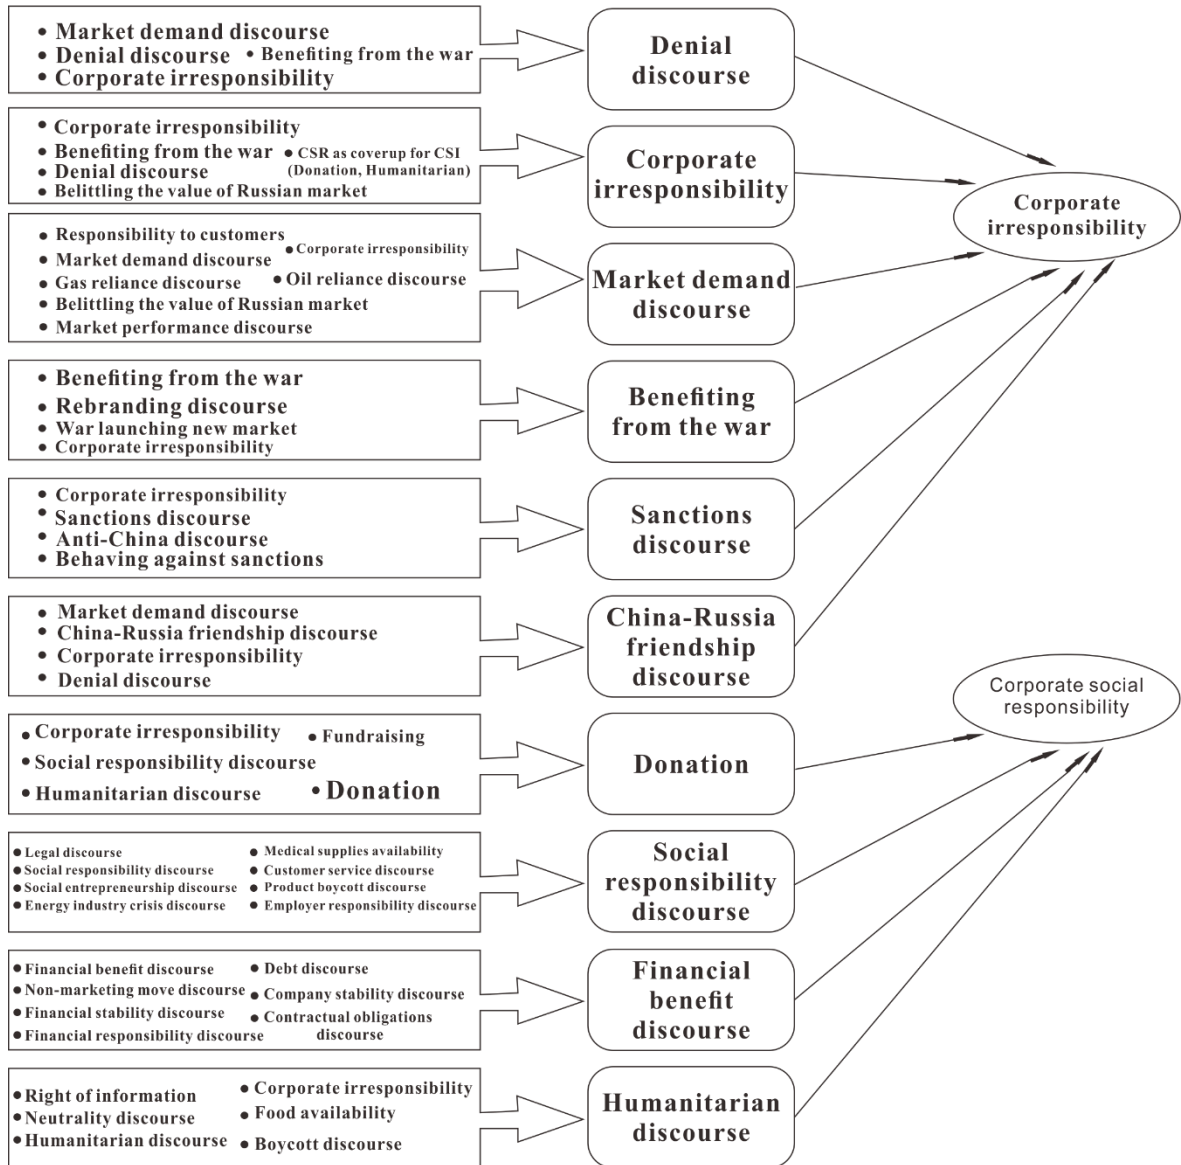 • Market demand discourse
• Denial discourse • Benefiting from the war
• Corporate irresponsibility
Denial
discourse
• Corporate irresponsibility
• Benefiting from the war • CSR as coverup for CSI
• Denial discourse (Donation, Humanitarian)
• Belittling the value of Russian market
Corporate
irresponsibility
Corporate
irresponsibility
• Responsibility to customers
• Corporate irresponsibility
• Market demand discourse
• Gas reliance discourse • Oil reliance discourse
• Belittling the value of Russian market
• Market performance discourse
Market demand
discourse
• Benefiting from the war
• Rebranding discourse
• War launching new market
• Corporate irresponsibility
Benefiting
from the war
• Corporate irresponsibility
• Sanctions discourse
• Anti-China discourse
• Behaving against sanctions
Sanctions
discourse
• Market demand discourse
• China-Russia friendship discourse
• Corporate irresponsibility
• Denial discourse
China-Russia
friendship
discourse
Corporate social
responsibility
• Corporate irresponsibility • Fundraising
• Social responsibility discourse
• Humanitarian discourse • Donation
Donation
• Legal discourse • Medical supplies availability
• Social responsibility discourse • Customer service discourse
• Social entrepreneurship discourse • Product boycott discourse
• Energy industry crisis discourse • Employer responsibility discourse
Social
responsibility
discourse
• Financial benefit discourse • Debt discourse
• Non-marketing move discourse • Company stability discourse
• Financial stability discourse • Contractual obligations
• Financial responsibility discourse discourse
Financial
benefit
discourse
• Right of information • Corporate irresponsibility
• Neutrality discourse • Food availability
• Humanitarian discourse • Boycott discourse
Humanitarian
discourse